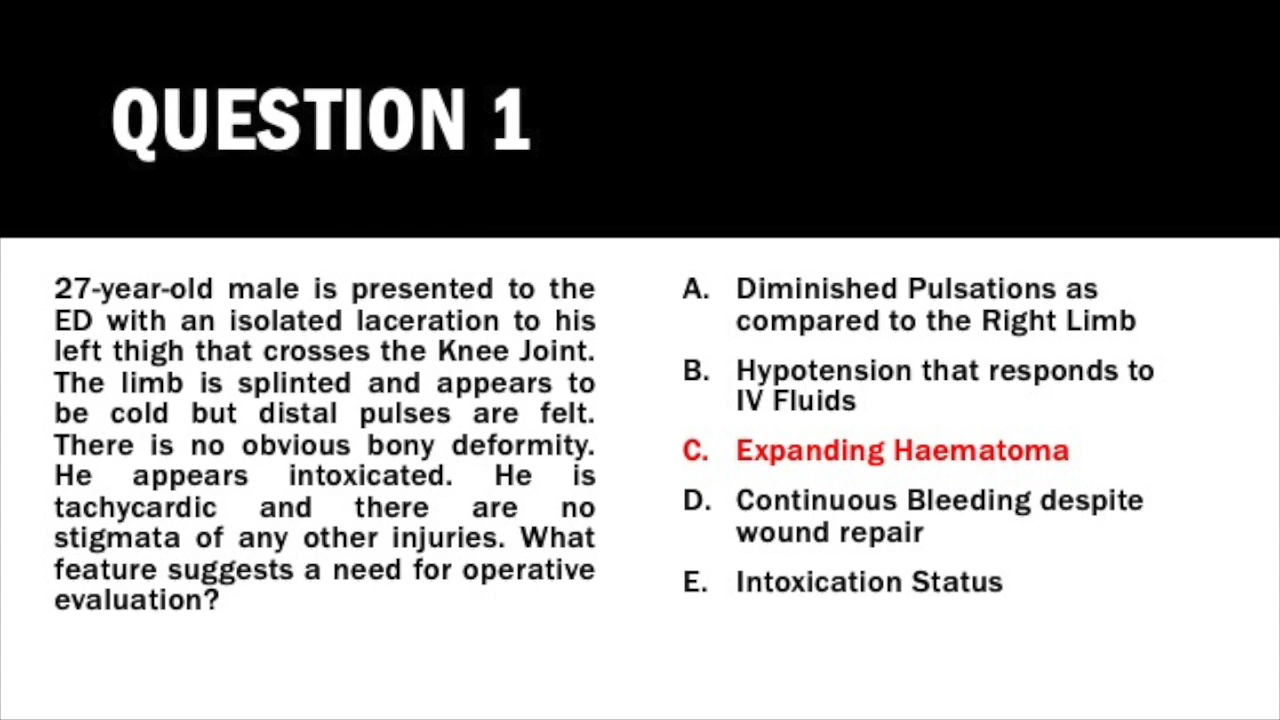 QUESTION 1
27-year-old male is presented to the
ED with an isolated laceration to his
left thigh that crosses the Knee Joint.
The limb is splinted and appears to
be cold but distal pulses are felt.
There is no obvious bony deformity.
He appears intoxicated. He is
tachycardic and there are no
stigmata of any other injuries. What
feature suggests a need for operative
evaluation?
A. Diminished Pulsations as
compared to the Right Limb
B. Hypotension that responds to
IV Fluids
C. Expanding Haematoma
D. Continuous Bleeding despite
wound repair
E. Intoxication Status